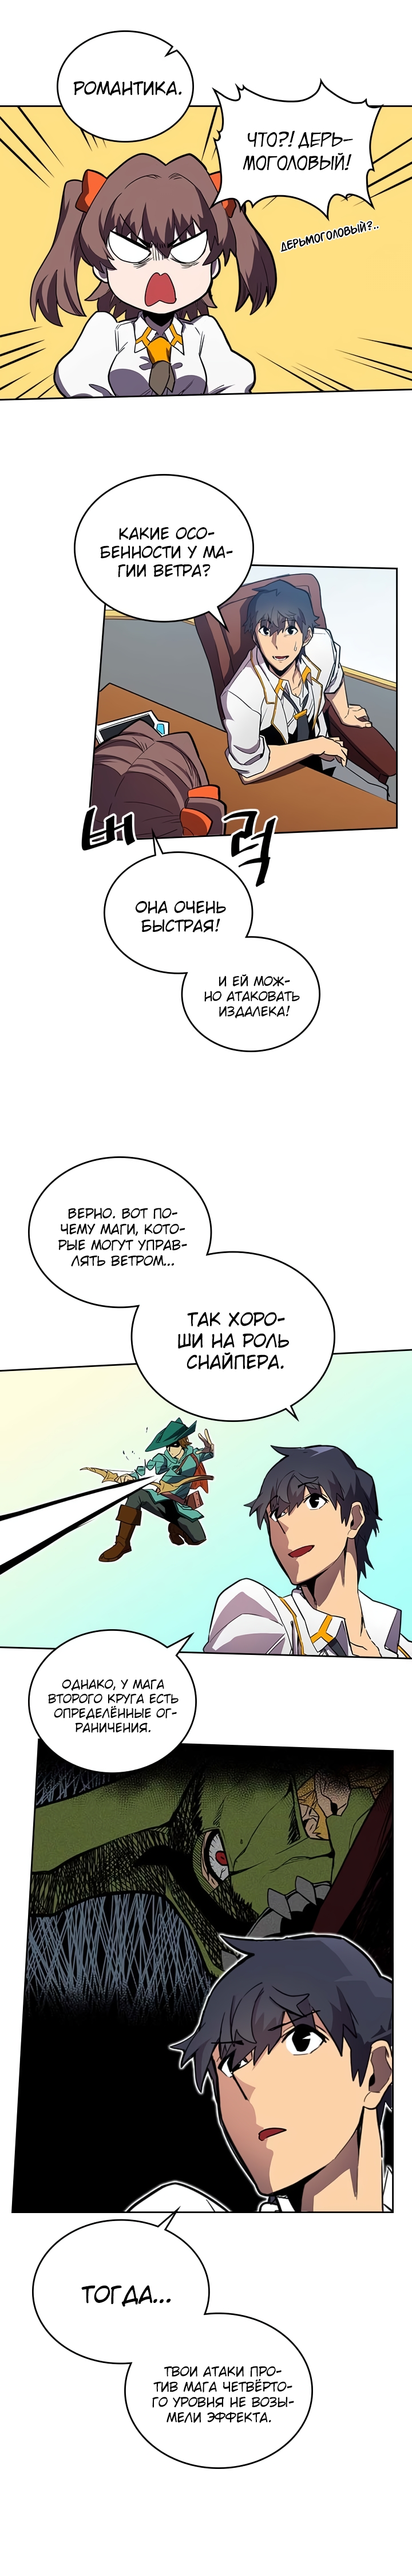 РОМАНТИКА.
ЧТО?! ДЕРЬ-
МОГОЛОВЫЙ!
ДЕРЬМОГОЛОВЫЙ?..
КАКИЕ ОСО-
БЕННОСТИ У МА-
ГИИ ВЕТРА?
버럭
ОНА ОЧЕНЬ
БЫСТРАЯ!
И ЕЙ МОЖ-
НО АТАКОВАТЬ
ИЗДАЛЕКА!
ВЕРНО. ВОТ ПО-
ЧЕМУ МАГИ, КОТО-
РЫЕ МОГУТ УПРАВ-
ЛЯТЬ ВЕТРОМ...
ТАК ХОРО-
ШИ НА РОЛЬ
СНАЙПЕРА.
ОДНАКО, У МАГА
ВТОРОГО КРУГА ЕСТЬ
ОПРЕДЕЛЁННЫЕ ОГ-
РАНИЧЕНИЯ.
ТОГДА...
ТВОИ АТАКИ ПРО-
ТИВ МАГА ЧЕТВЁРТО-
ГО УРОВНЯ НЕ ВОЗЫ-
МЕЛИ ЭФФЕКТА.